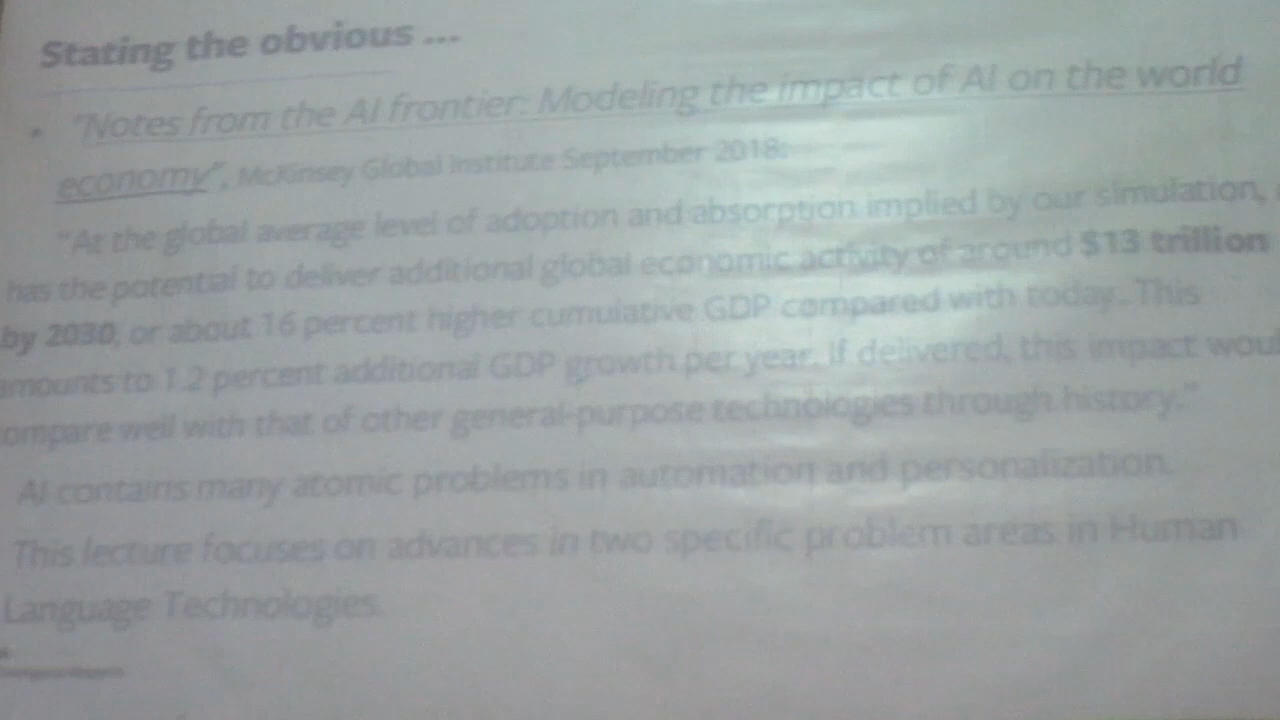 Stating the obvious ...
• "Notes from the AI frontier: Modeling the impact of AI on the world
economy", McKinsey Global Institute September 2018:
"At the global average level of adoption and absorption implied by our simulation,
has the potential to deliver additional global economic activity of around $13 trillion
by 2030, or about 16 percent higher cumulative GDP compared with today. This
amounts to 1.2 percent additional GDP growth per year. If delivered, this impact
compare well with that of other general-purpose technologies through history."
AI contains many atomic problems in automation and personalization.
This lecture focuses on advances in two specific problem areas in Human
Language Technologies.